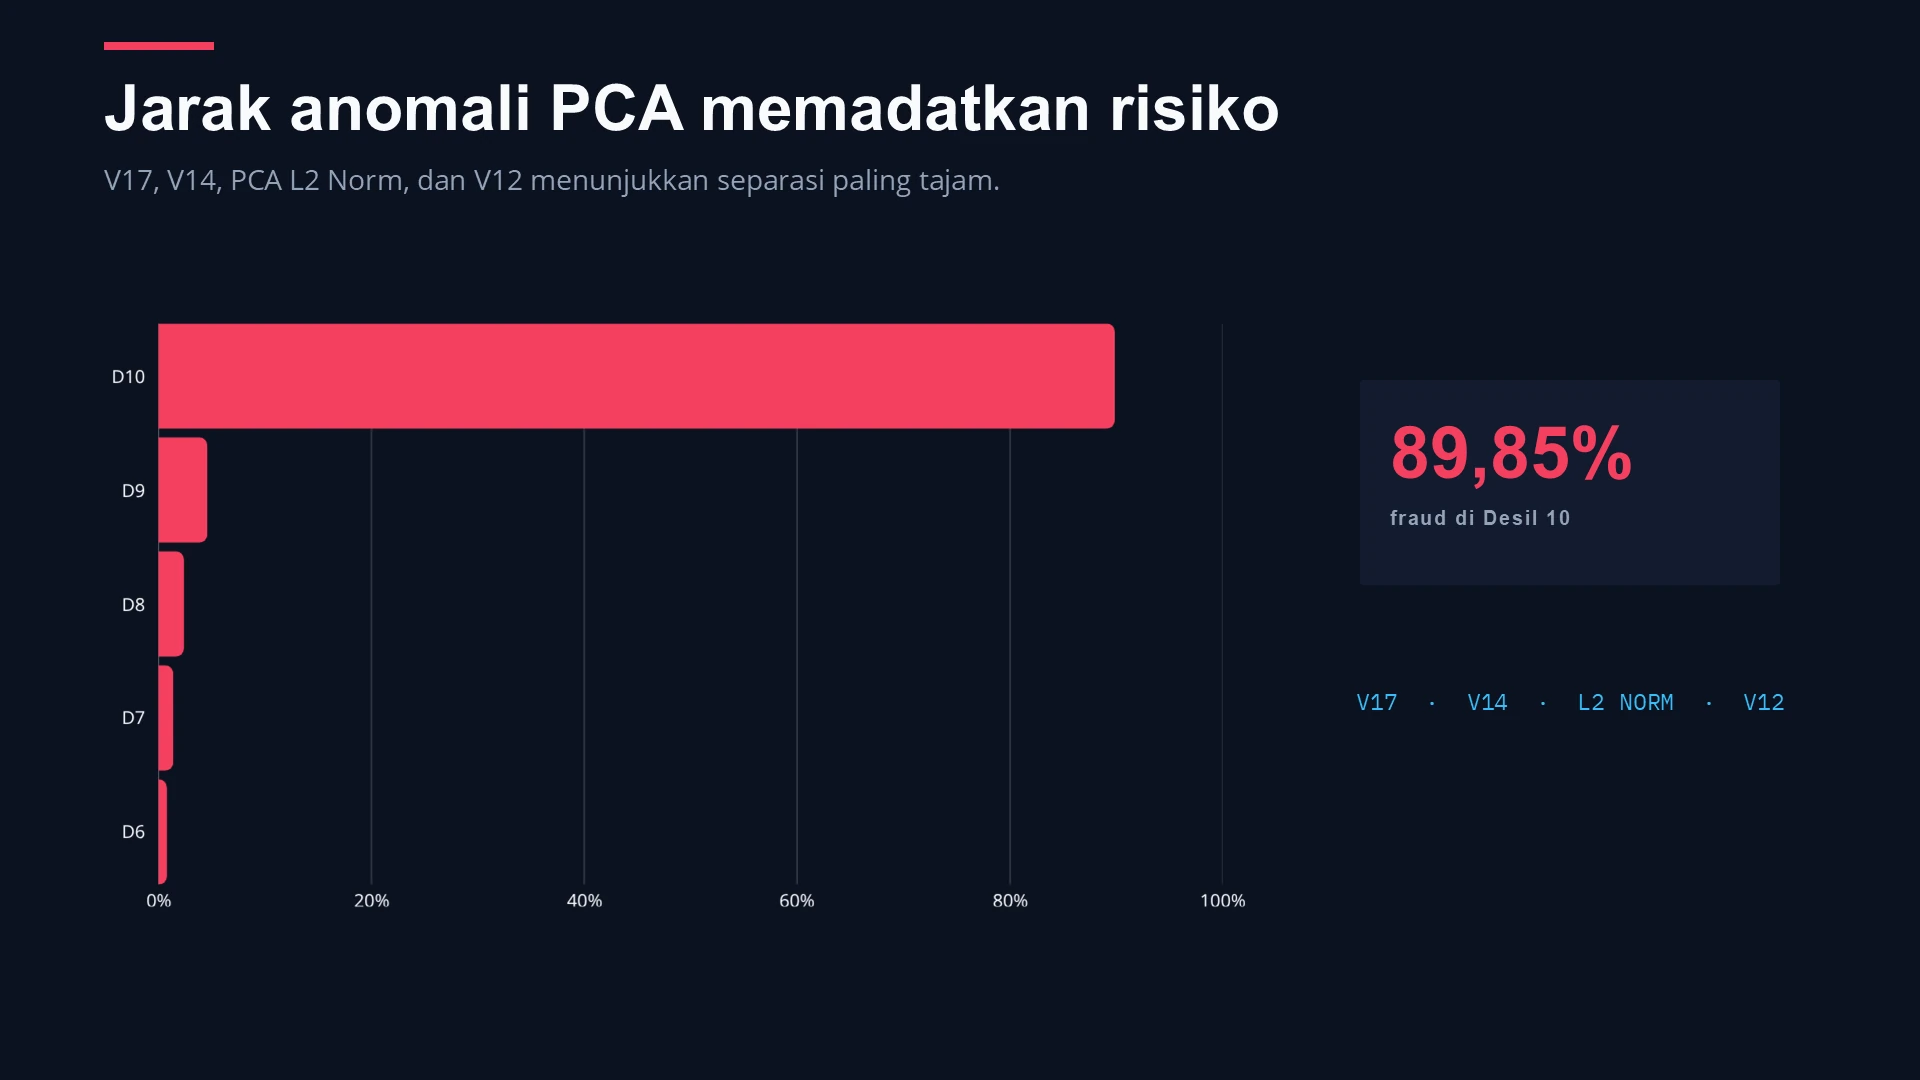 Jarak anomali PCA memadatkan risiko
V17, V14, PCA L2 Norm, dan V12 menunjukkan separasi paling tajam.
D10
D9
D8
D7
D6
0% 20% 40% 60% 80% 100%
89,85%
fraud di Desil 10
V17 · V14 · L2 NORM · V12